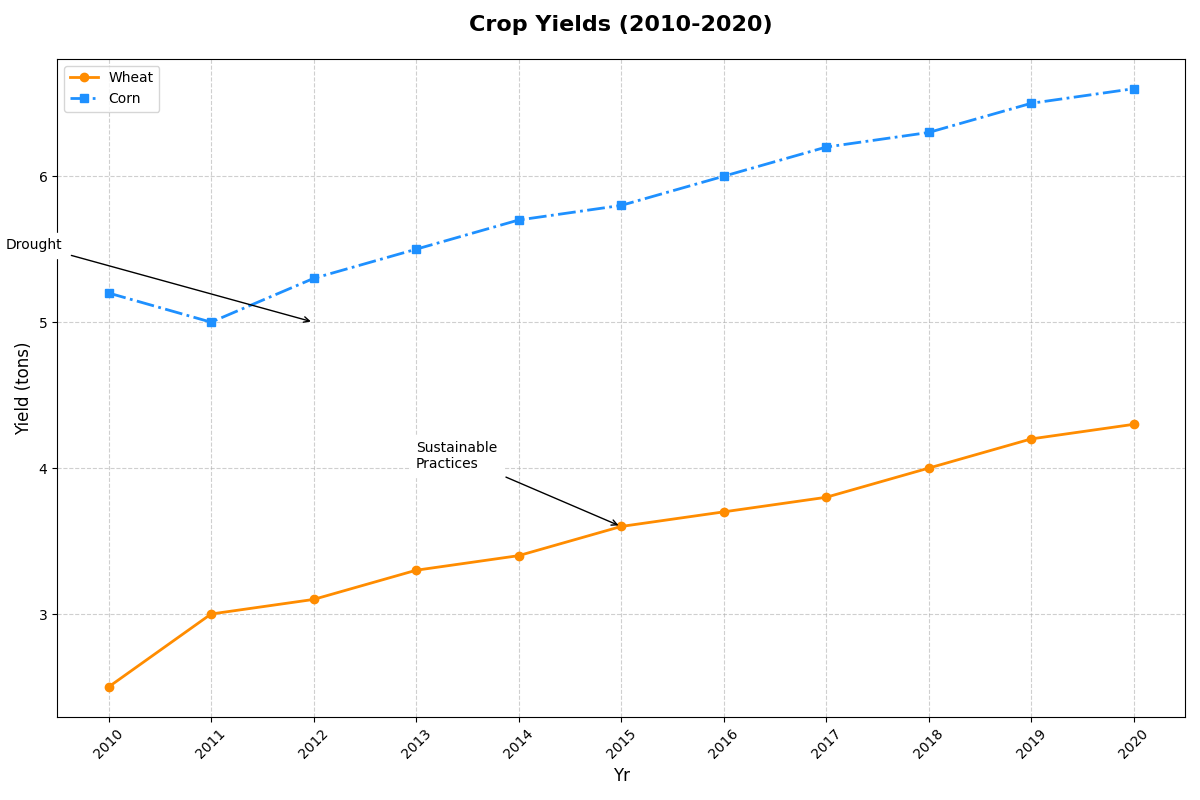 Crop Yields (2010-2020)
Wheat
Corn
6
Drought
5
Yield (tons)
Sustainable
Practices
4
3
2010
2011
2012
2013
2014
2015
2016
2017
2018
2019
2020
Yr